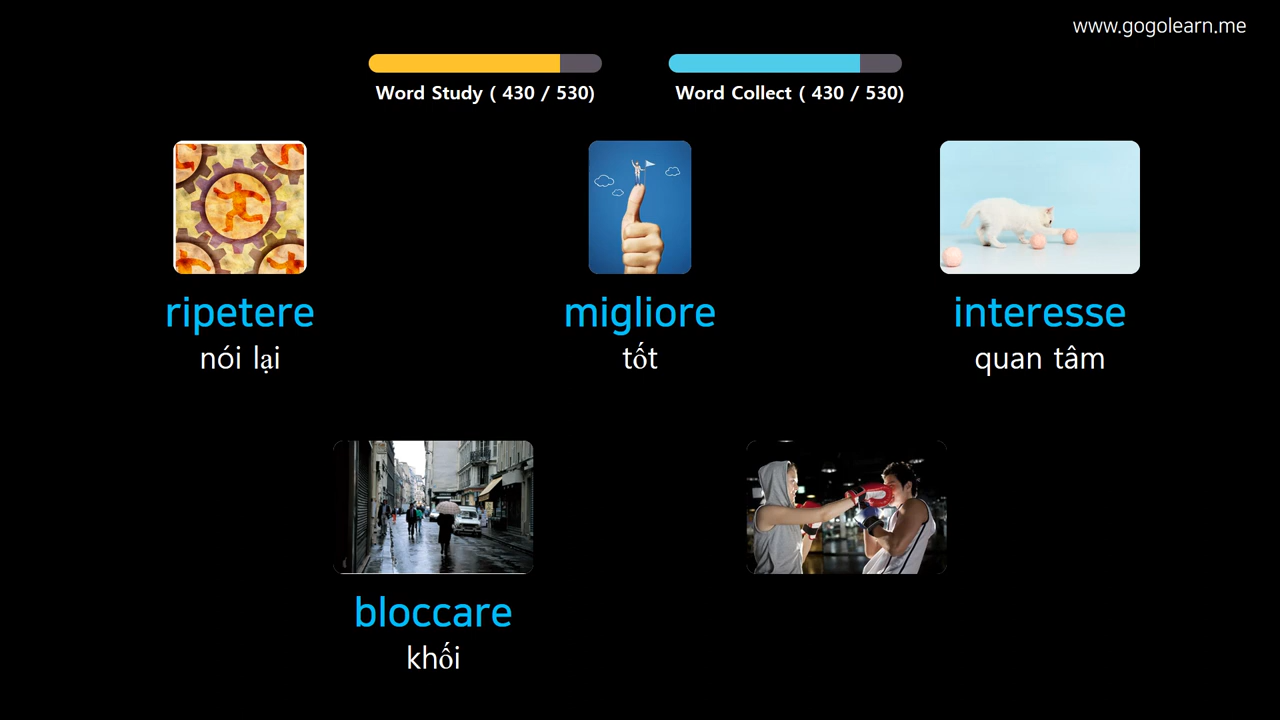 www.gogolearn.me
Word Study ( 430 / 530)
Word Collect ( 430 / 530)
ripetere
nói lại
migliore
tốt
interesse
quan tâm
bloccare
khối